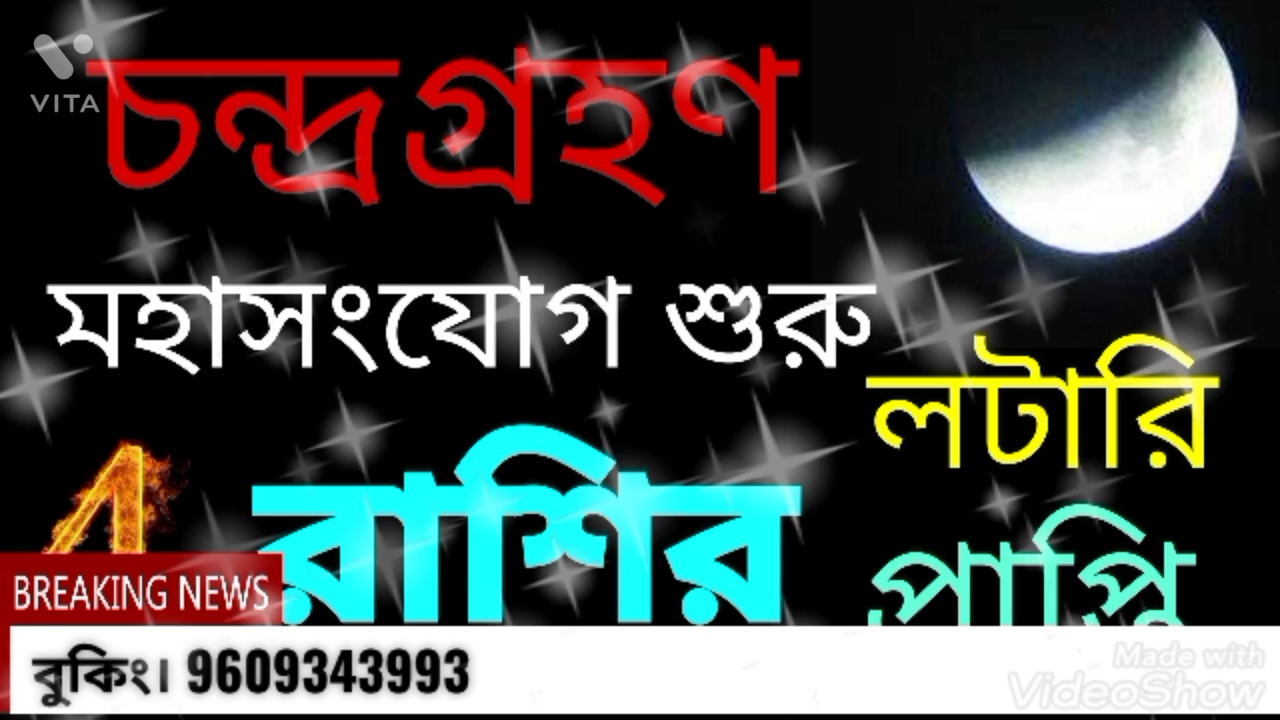 VITA
চন্দ্রগ্রহণ
মহাসংযোগ শুরু
লটারি
4 রাশির
প্রাপ্তি
BREAKING NEWS
বুকিং। 9609343993
Made with
VideoShow